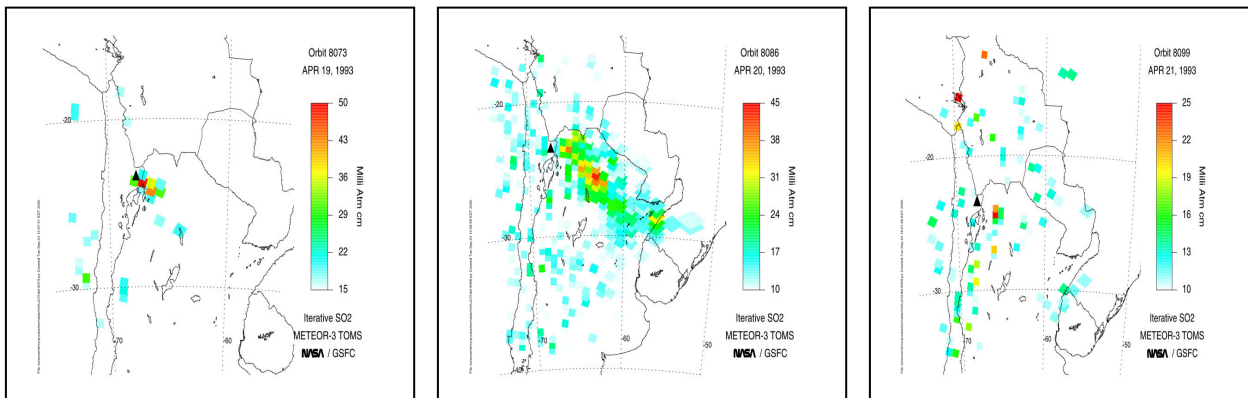 Orbit 8073
APR 19, 1993
50
43
36
29
22
15
Milli Atm cm
-20
-30
-70
-60
Iterative SO2
METEOR-3 TOMS
NASA / GSFC
Orbit 8086
APR 20, 1993
45
38
31
24
17
10
Milli Atm cm
-20
-30
-40
-70
-60
-50
Iterative SO2
METEOR-3 TOMS
NASA / GSFC
Orbit 8099
APR 21, 1993
25
22
19
16
13
10
Milli Atm cm
-20
-30
-70
-60
-50
Iterative SO2
METEOR-3 TOMS
NASA / GSFC